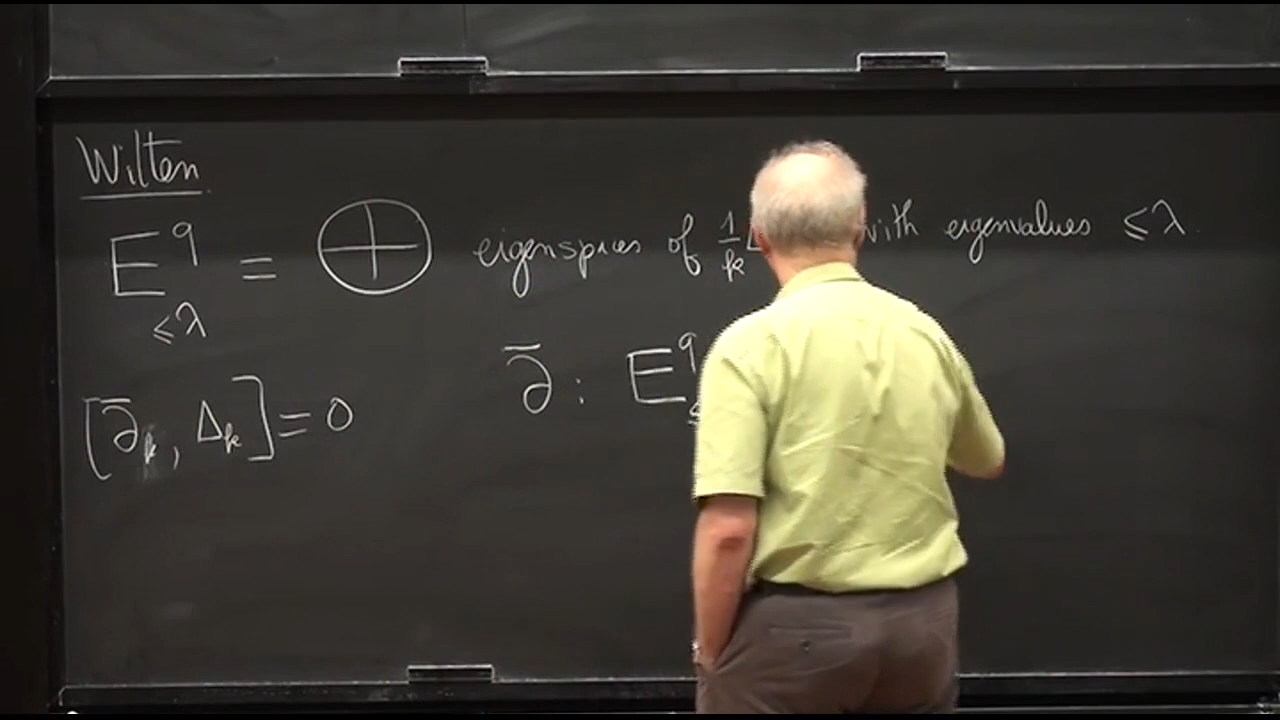 Witten
E^q_{≤λ} = ⊕ eigenspaces of 1/k with eigenvalues ≤λ
∂̄ : E^q
[∂̄_k, Δ_k] = 0